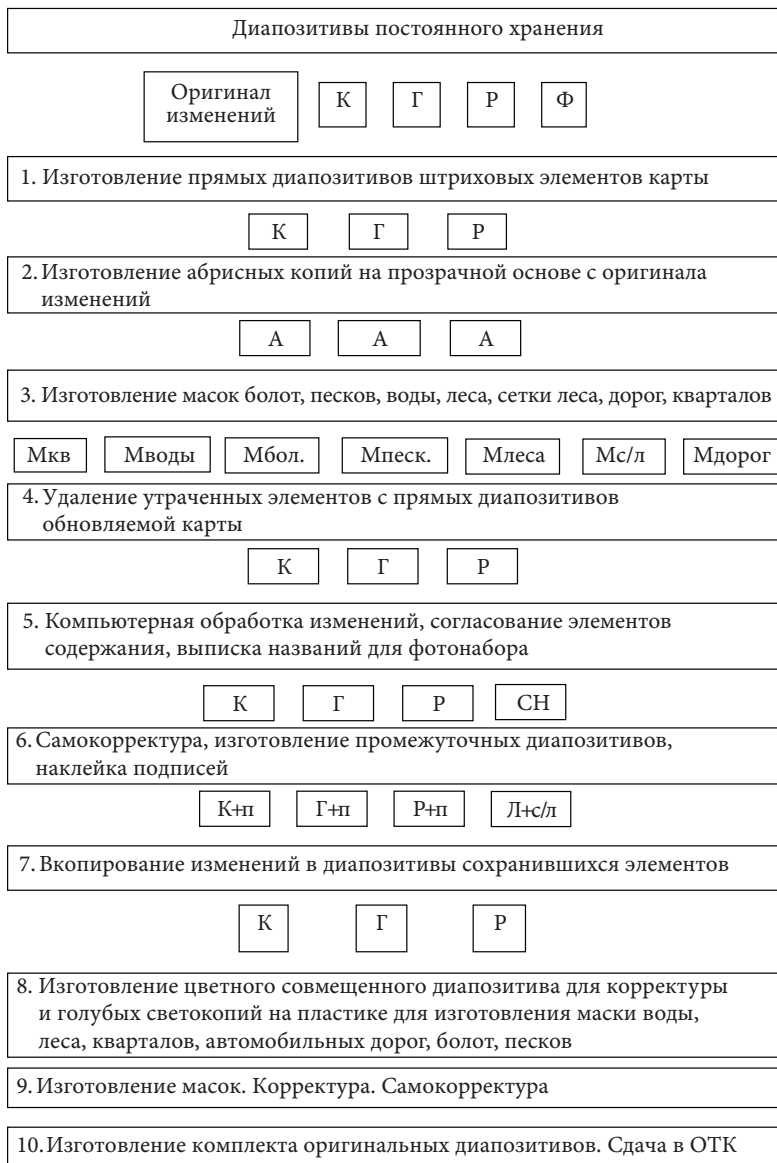 Диапозитивы постоянного хранения
Оригинал
изменений
К Г Р Ф
1. Изготовление прямых диапозитивов штриховых элементов карты
К Г Р
2. Изготовление абрисных копий на прозрачной основе с оригинала
изменений
А А А
3. Изготовление масок болот, песков, воды, леса, сетки леса, дорог, кварталов
Мкв Мводы Мбол. Мпеск. Млеса Мс/л Мдорог
4. Удаление утраченных элементов с прямых диапозитивов
обновляемой карты
К Г Р
5. Компьютерная обработка изменений, согласование элементов
содержания, выписка названий для фотонабора
К Г Р СН
6. Самокорректура, изготовление промежуточных диапозитивов,
наклейка подписей
К+п Г+п Р+п Л+с/л
7. Вкопирование изменений в диапозитивы сохранившихся элементов
К Г Р
8. Изготовление цветного совмещенного диапозитива для корректуры
и голубых светокопий на пластике для изготовления маски воды,
леса, кварталов, автомобильных дорог, болот, песков
9. Изготовление масок. Корректура. Самокорректура
10. Изготовление комплекта оригинальных диапозитивов. Сдача в ОТК